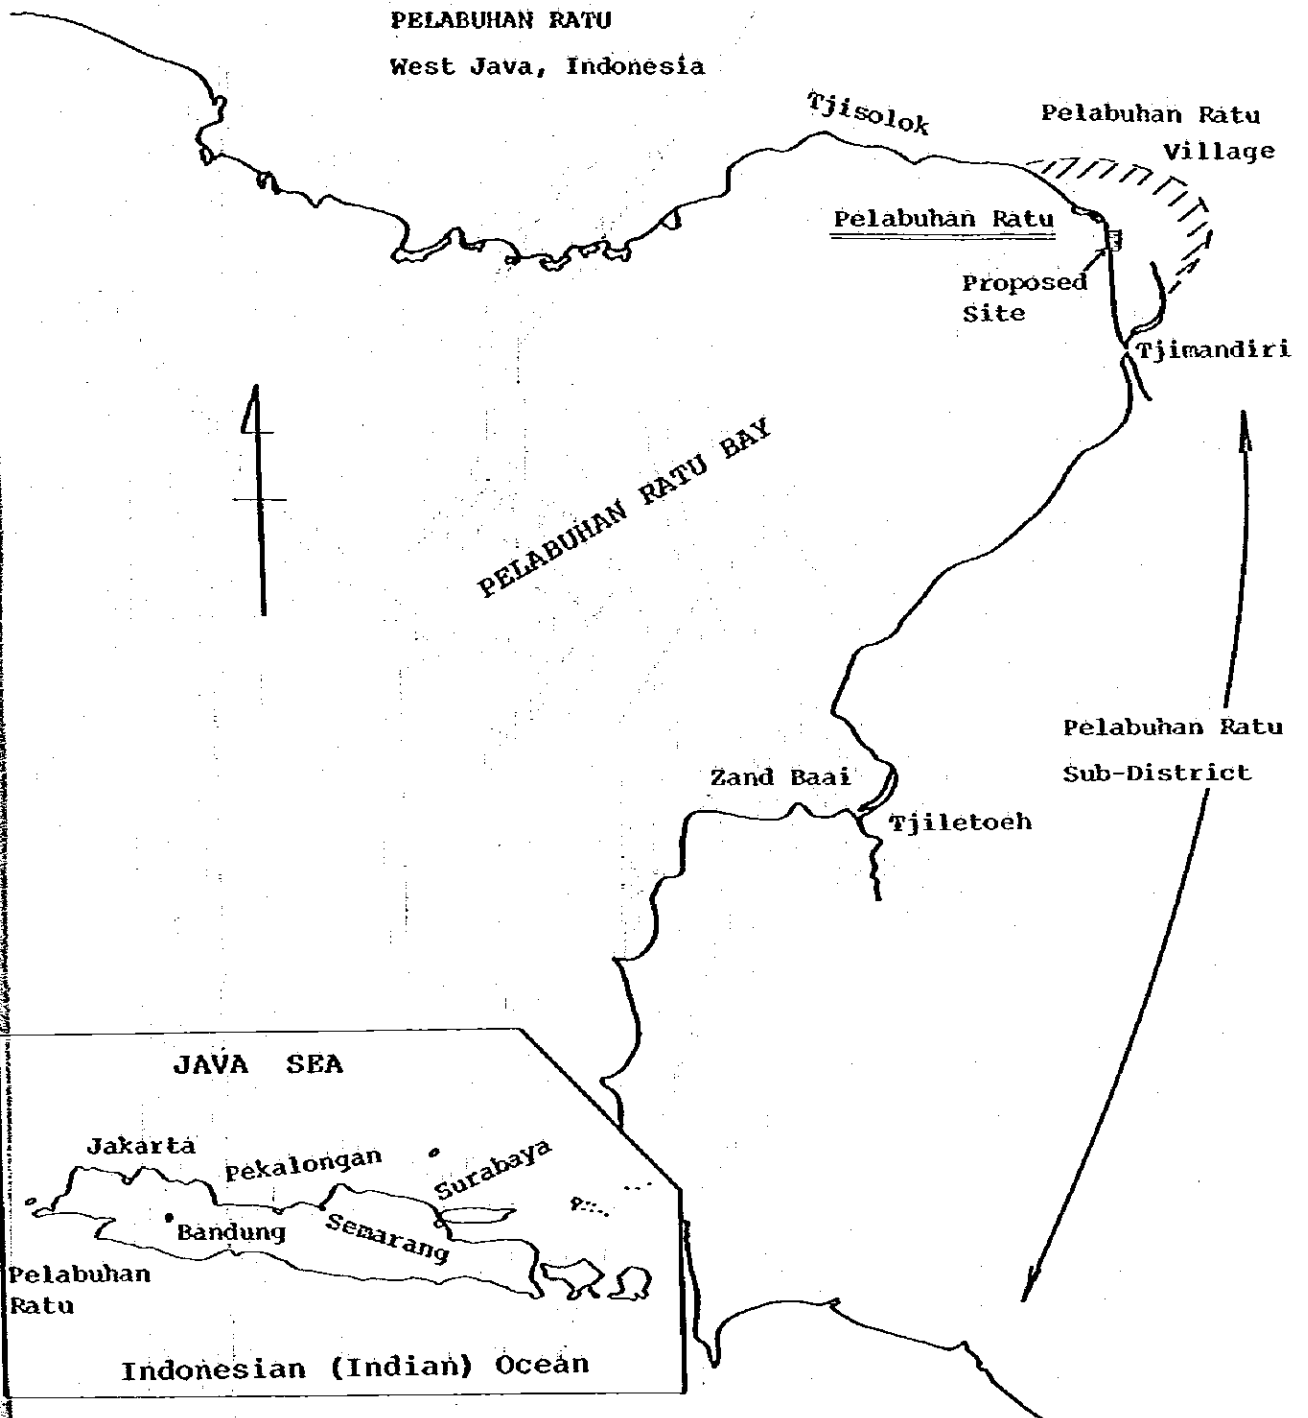 PELABUHAN RATU
West Java, Indonesia
Tjisolok
Pelabuhan Ratu
Village
Pelabuhan Ratu
Proposed
Site
Tjimandiri
PELABUHAN RATU BAY
Pelabuhan Ratu
Sub-District
Zand Baai
Tjiletoeh
JAVA SEA
Jakarta
Pekalongan
Surabaya
Bandung
Semarang
Pelabuhan
Ratu
Indonesian (Indian) Ocean